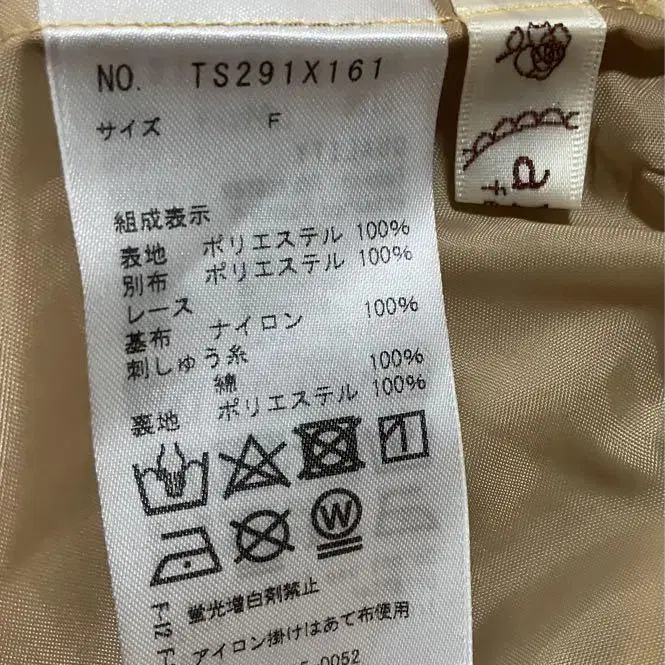 NO. TS291X161
サイズ F
組成表示
表地 ポリエステル 100%
別布 ポリエステル 100%
レース
基布 ナイロン 100%
刺しゅう糸
綿 100%
裏地 ポリエステル 100%
W
蛍光増白剤禁止
アイロン掛けはあて布使用
5-0052